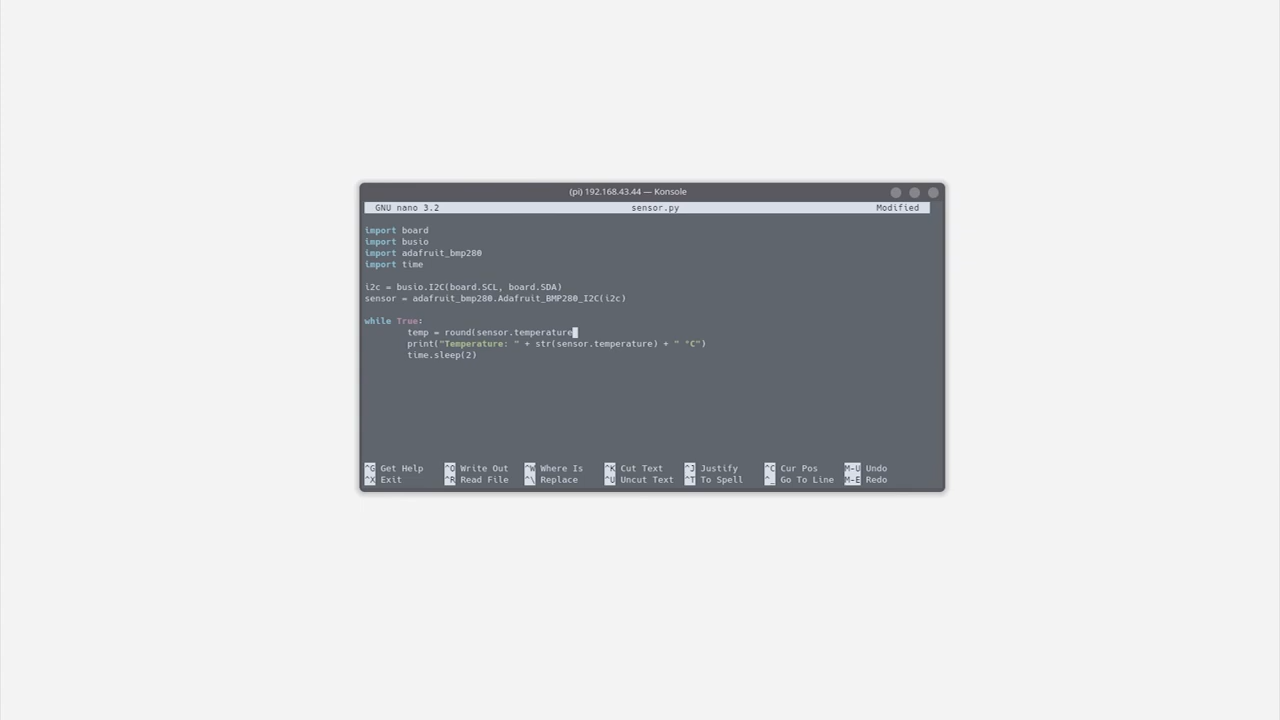 (pi) 192.168.43.44 — Konsole
GNU nano 3.2 sensor.py Modified
import board
import busio
import adafruit_bmp280
import time
i2c = busio.I2C(board.SCL, board.SDA)
sensor = adafruit_bmp280.Adafruit_BMP280_I2C(i2c)
while True:
temp = round(sensor.temperature
print("Temperature: " + str(sensor.temperature) + " °C")
time.sleep(2)
^G Get Help ^O Write Out ^W Where Is ^K Cut Text ^J Justify ^C Cur Pos M-U Undo
^X Exit ^R Read File ^\ Replace ^U Uncut Text ^T To Spell ^_ Go To Line M-E Redo